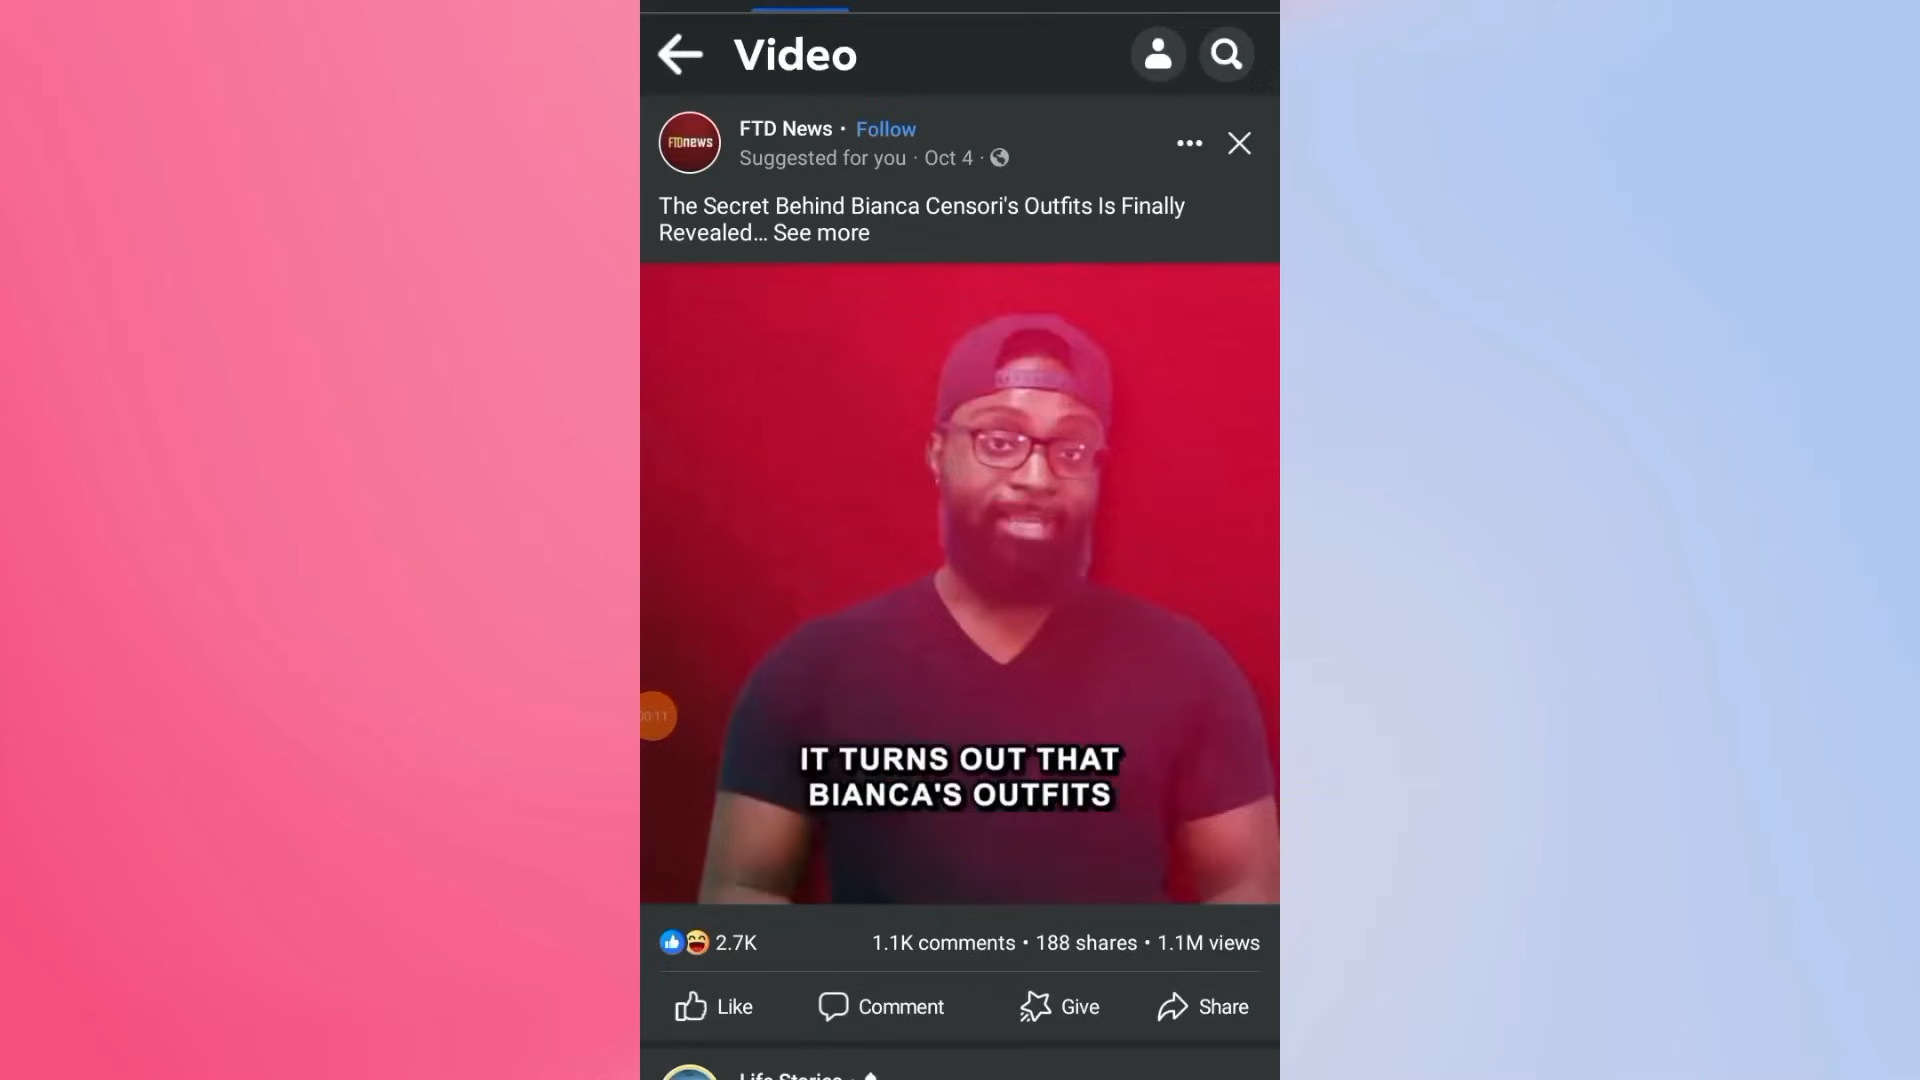 Video
FTDnews
FTD News · Follow
Suggested for you · Oct 4 ·
The Secret Behind Bianca Censori's Outfits Is Finally
Revealed... See more
00:11
IT TURNS OUT THAT
BIANCA'S OUTFITS
2.7K
1.1K comments • 188 shares • 1.1M views
Like
Comment
Give
Share
Life Stories ·